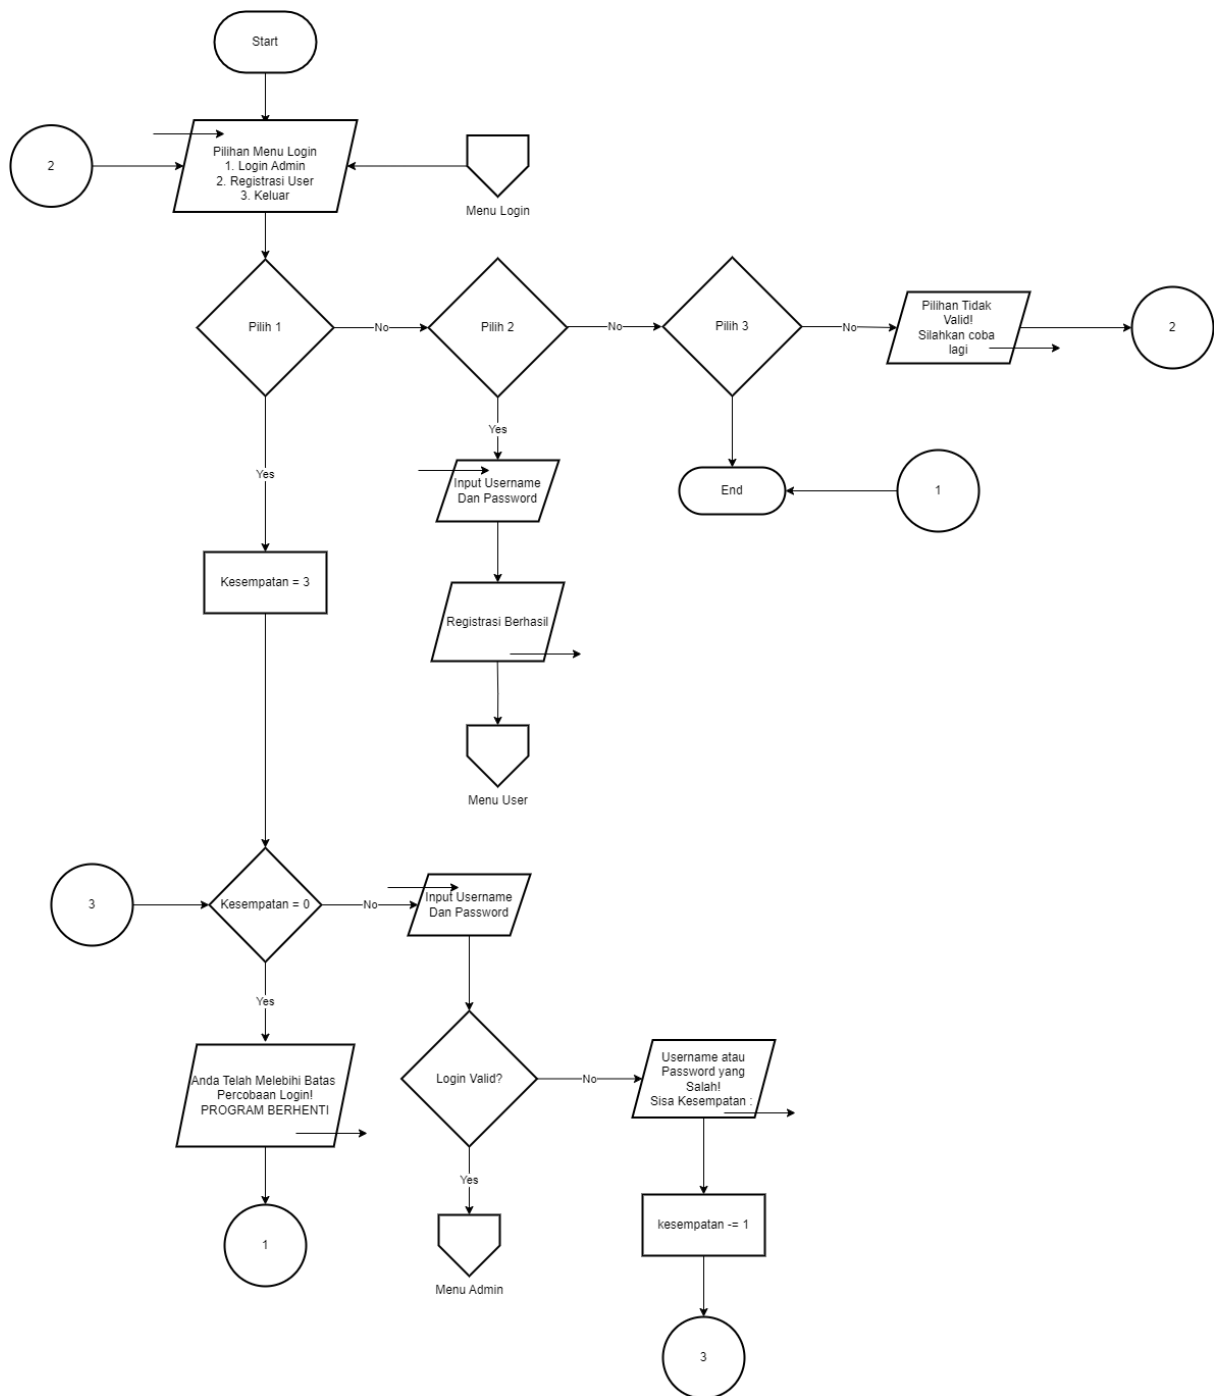 Start
2
Pilihan Menu Login
1. Login Admin
2. Registrasi User
3. Keluar
Menu Login
Pilih 1
No
Pilih 2
No
Pilih 3
No
Pilihan Tidak
Valid!
Silahkan coba
lagi
2
Yes
Yes
Input Username
Dan Password
End
1
Kesempatan = 3
Registrasi Berhasil
Menu User
3
Kesempatan = 0
No
Input Username
Dan Password
Yes
Anda Telah Melebihi Batas
Percobaan Login!
PROGRAM BERHENTI
Login Valid?
No
Username atau
Password yang
Salah!
Sisa Kesempatan :
Yes
1
Menu Admin
kesempatan -= 1
3